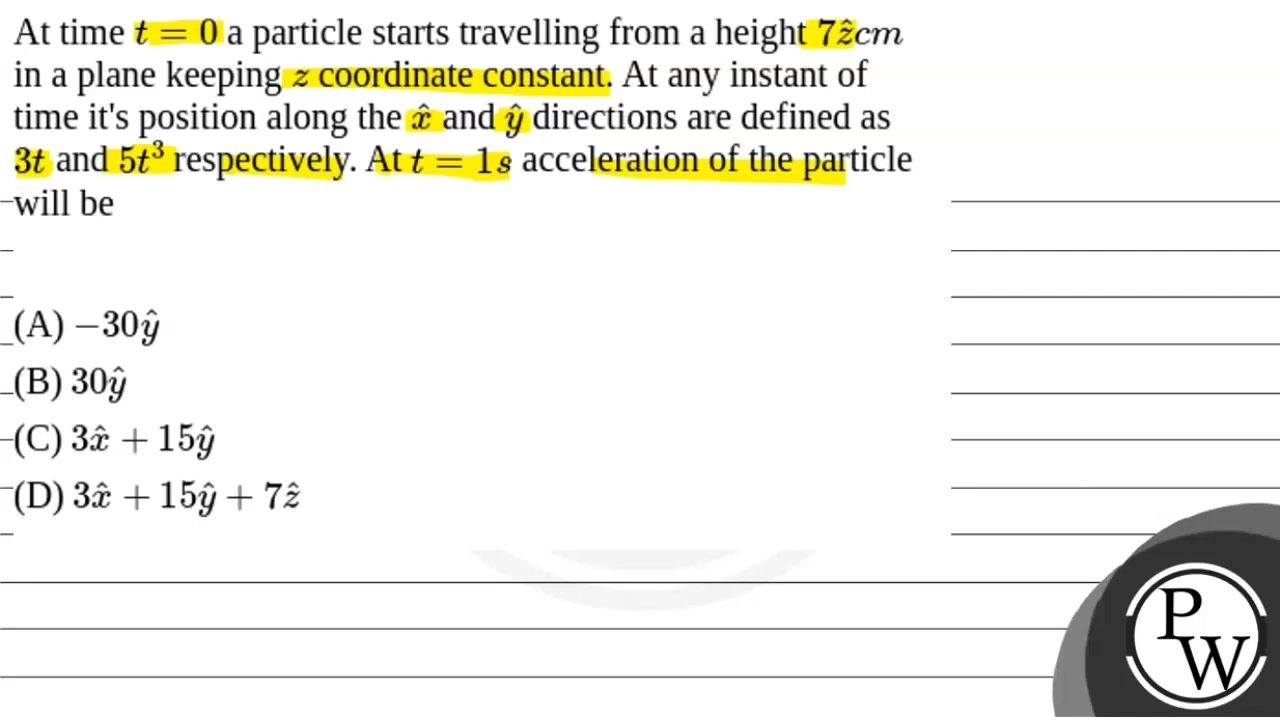 At time t = 0 a particle starts travelling from a height 7ẑcm
in a plane keeping z coordinate constant. At any instant of
time it's position along the x̂ and ŷ directions are defined as
3t and 5t³ respectively. At t = 1s acceleration of the particle
will be
(A) −30ŷ
(B) 30ŷ
(C) 3x̂ + 15ŷ
(D) 3x̂ + 15ŷ + 7ẑ
PW